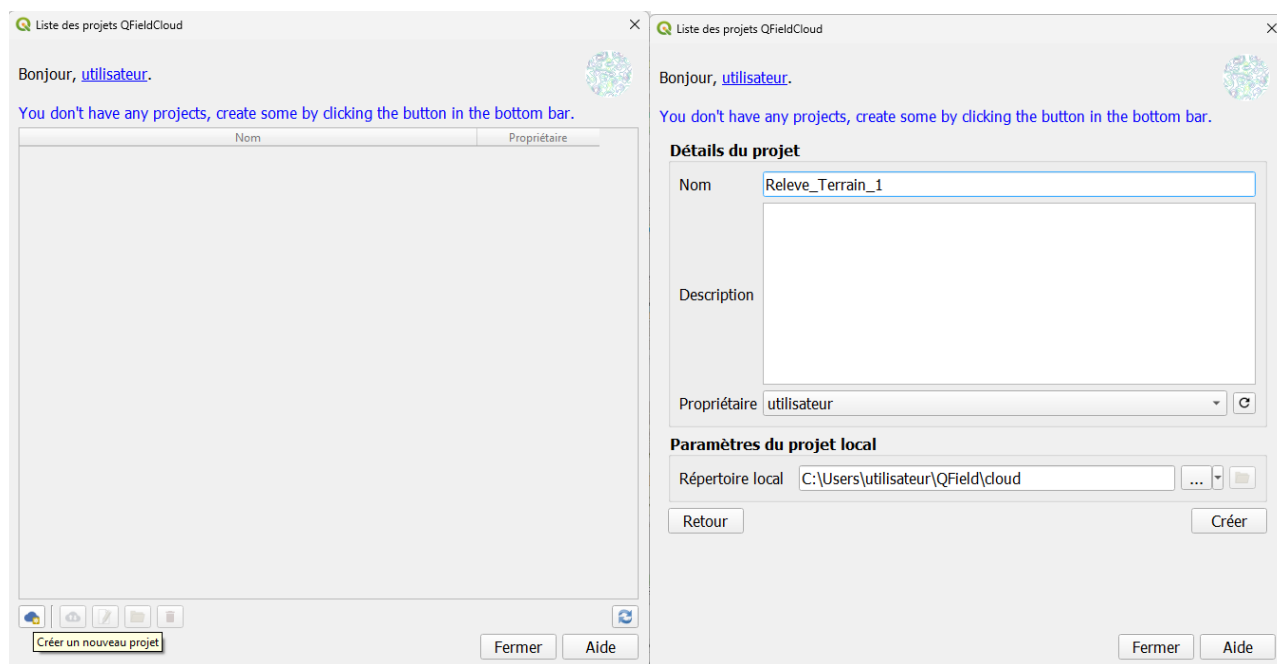 Liste des projets QFieldCloud
Bonjour, utilisateur.
You don't have any projects, create some by clicking the button in the bottom bar.
Nom Propriétaire
Créer un nouveau projet
Fermer Aide
Liste des projets QFieldCloud
Bonjour, utilisateur.
You don't have any projects, create some by clicking the button in the bottom bar.
Détails du projet
Nom Releve_Terrain_1
Description
Propriétaire utilisateur
Paramètres du projet local
Répertoire local C:\Users\utilisateur\QField\cloud ...
Retour Créer
Fermer Aide